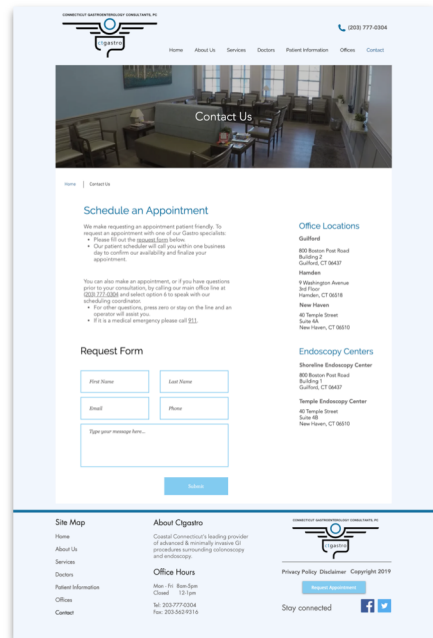 CONNECTICUT GASTROENTEROLOGY CONSULTANTS, PC
ctgastro
(203) 777-0304
Home About Us Services Doctors Patient Information Offices Contact
Contact Us
Home | Contact Us
Schedule an Appointment
We make requesting an appointment patient friendly. To
request an appointment with one of our Gastro specialists:
• Please fill out the request form below.
• Our patient scheduler will call you within one business
day to confirm our availability and finalize your
appointment.
You can also make an appointment, or if you have questions
prior to your consultation, by calling our main office line at
(203) 777-0304 and select option 6 to speak with our
scheduling coordinator.
• For other questions, press zero or stay on the line and an
operator will assist you.
• If it is a medical emergency please call 911.
Request Form
First Name
Last Name
Email
Phone
Type your message here...
Submit
Office Locations
Guilford
800 Boston Post Road
Building 2
Guilford, CT 06437
Hamden
9 Washington Avenue
3rd Floor
Hamden, CT 06518
New Haven
40 Temple Street
Suite 4A
New Haven, CT 06510
Endoscopy Centers
Shoreline Endoscopy Center
800 Boston Post Road
Building 1
Guilford, CT 06437
Temple Endoscopy Center
40 Temple Street
Suite 4B
New Haven, CT 06510
Site Map
Home
About Us
Services
Doctors
Patient Information
Offices
Contact
About Ctgastro
Coastal Connecticut's leading provider
of advanced & minimally invasive GI
procedures surrounding colonoscopy
and endoscopy.
Office Hours
Mon - Fri 8am-5pm
Closed 12-1pm
Tel: 203-777-0304
Fax: 203-562-9316
CONNECTICUT GASTROENTEROLOGY CONSULTANTS, PC
ctgastro
Privacy Policy Disclaimer Copyright 2019
Request Appointment
Stay connected